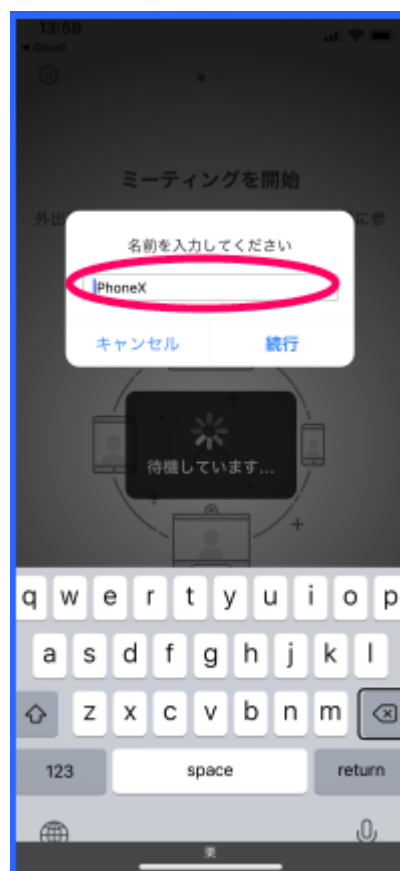 13:58
◀ Gmail
ミーティングを開始
外出
に参
名前を入力してください
PhoneX
キャンセル
続行
待機しています...
q w e r t y u i o p
a s d f g h j k l
z x c v b n m
123
space
return